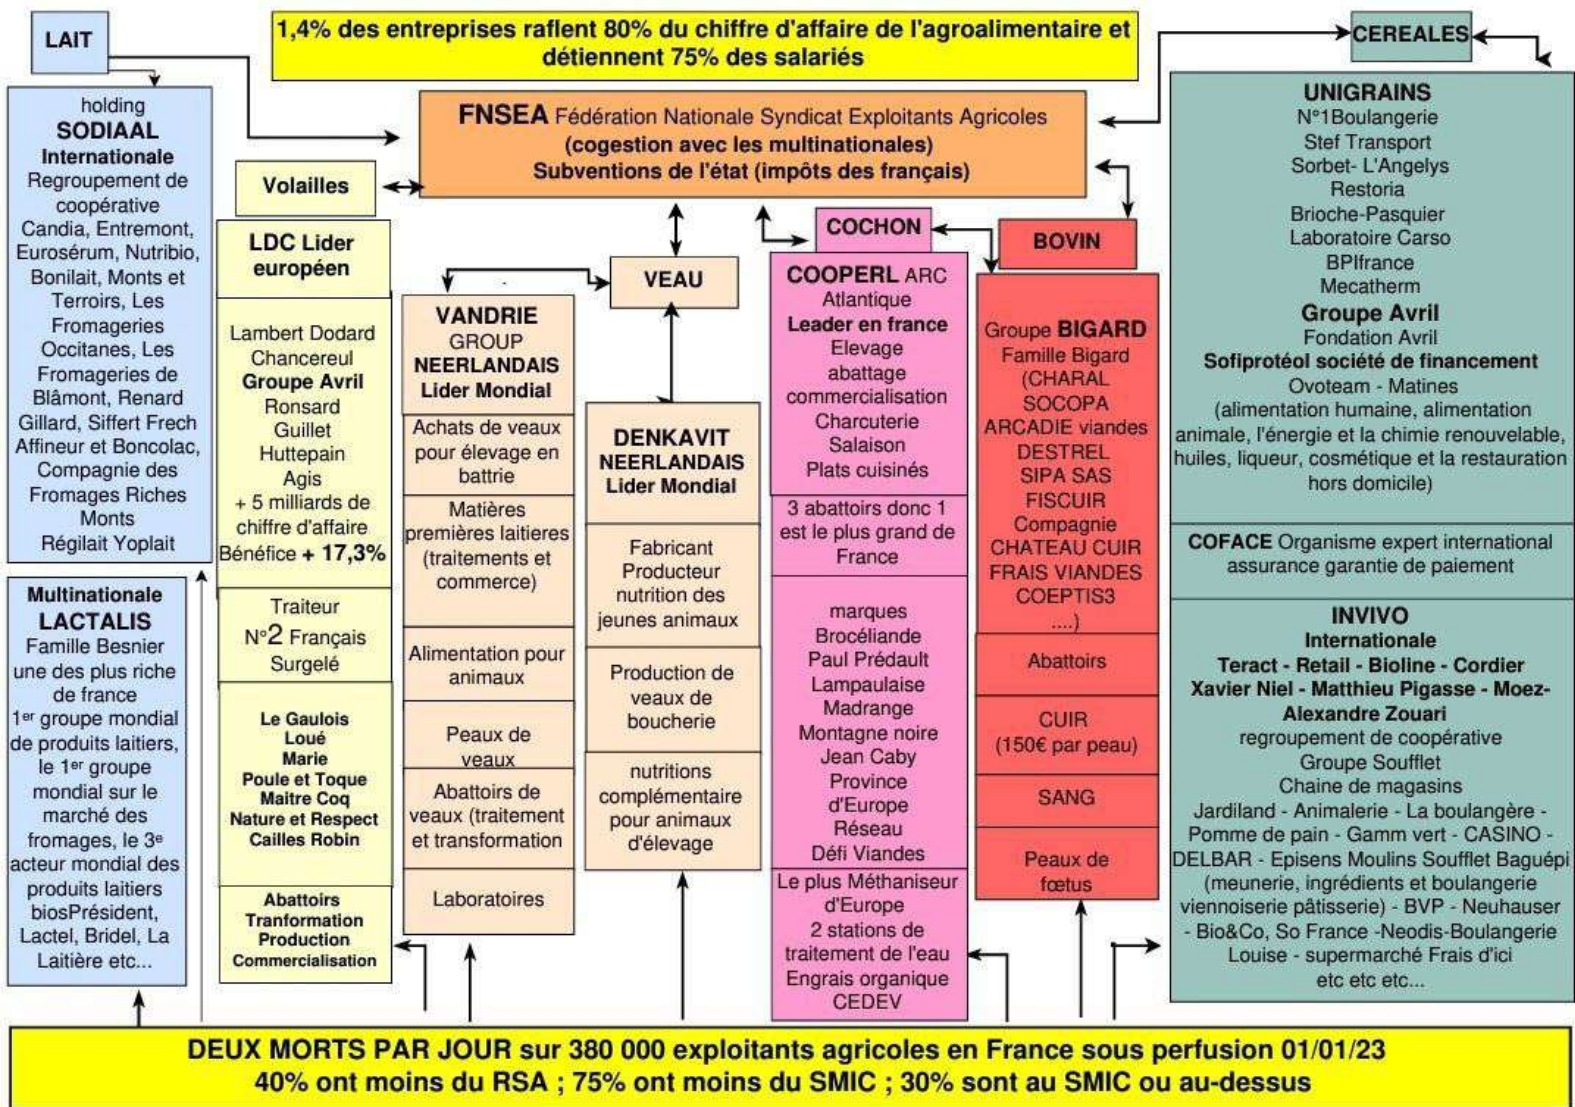 LAIT
1,4% des entreprises raflent 80% du chiffre d'affaire de l'agroalimentaire et
détiennent 75% des salariés
CEREALES
FNSEA Fédération Nationale Syndicat Exploitants Agricoles
(cogestion avec les multinationales)
Subventions de l'état (impôts des français)
holding
SODIAAL
Internationale
Regroupement de
coopérative
Candia, Entremont,
Eurosérum, Nutribio,
Bonilait, Monts et
Terroirs, Les
Fromageries
Occitanes, Les
Fromageries de
Blâmont, Renard
Gillard, Siffert Frech
Affineur et Boncolac,
Compagnie des
Fromages Riches
Monts
Régilait Yoplait
Multinationale
LACTALIS
Famille Besnier
une des plus riche
de france
1er groupe mondial
de produits laitiers,
le 1er groupe
mondial sur le
marché des
fromages, le 3e
acteur mondial des
produits laitiers
biosPrésident,
Lactel, Bridel, La
Laitière etc...
Volailles
LDC Lider
européen
Lambert Dodard
Chancereul
Groupe Avril
Ronsard
Guillet
Huttepain
Agis
+ 5 milliards de
chiffre d'affaire
Bénéfice + 17,3%
Traiteur
N°2 Français
Surgelé
Le Gaulois
Loué
Marie
Poule et Toque
Maitre Coq
Nature et Respect
Cailles Robin
Abattoirs
Tranformation
Production
Commercialisation
VEAU
VANDRIE
GROUP
NEERLANDAIS
Lider Mondial
Achats de veaux
pour élevage en
battrie
Matières
premières laitieres
(traitements et
commerce)
Alimentation pour
animaux
Peaux de
veaux
Abattoirs de
veaux (traitement
et transformation
Laboratoires
DENKAVIT
NEERLANDAIS
Lider Mondial
Fabricant
Producteur
nutrition des
jeunes animaux
Production de
veaux de
boucherie
nutritions
complémentaire
pour animaux
d'élevage
COCHON
COOPERL ARC
Atlantique
Leader en france
Elevage
abattage
commercialisation
Charcuterie
Salaison
Plats cuisinés
3 abattoirs donc 1
est le plus grand de
France
marques
Brocéliande
Paul Prédault
Lampaulaise
Madrange
Montagne noire
Jean Caby
Province
d'Europe
Réseau
Défi Viandes
Le plus Méthaniseur
d'Europe
2 stations de
traitement de l'eau
Engrais organique
CEDEV
BOVIN
Groupe BIGARD
Famille Bigard
(CHARAL
SOCOPA
ARCADIE viandes
DESTREL
SIPA SAS
FISCUIR
Compagnie
CHATEAU CUIR
FRAIS VIANDES
COEPTIS3
....)
Abattoirs
CUIR
(150€ par peau)
SANG
Peaux de
fœtus
UNIGRAINS
N°1Boulangerie
Stef Transport
Sorbet- L'Angelys
Restoria
Brioche-Pasquier
Laboratoire Carso
BPIfrance
Mecatherm
Groupe Avril
Fondation Avril
Sofiprotéol société de financement
Ovoteam - Matines
(alimentation humaine, alimentation
animale, l'énergie et la chimie renouvelable,
huiles, liqueur, cosmétique et la restauration
hors domicile)
COFACE Organisme expert international
assurance garantie de paiement
INVIVO
Internationale
Teract - Retail - Bioline - Cordier
Xavier Niel - Matthieu Pigasse - Moez-
Alexandre Zouari
regroupement de coopérative
Groupe Soufflet
Chaine de magasins
Jardiland - Animalerie - La boulangère -
Pomme de pain - Gamm vert - CASINO -
DELBAR - Episens Moulins Soufflet Baguépi
(meunerie, ingrédients et boulangerie
viennoiserie pâtisserie) - BVP - Neuhauser
- Bio&Co, So France -Neodis-Boulangerie
Louise - supermarché Frais d'ici
etc etc etc...
DEUX MORTS PAR JOUR sur 380 000 exploitants agricoles en France sous perfusion 01/01/23
40% ont moins du RSA ; 75% ont moins du SMIC ; 30% sont au SMIC ou au-dessus